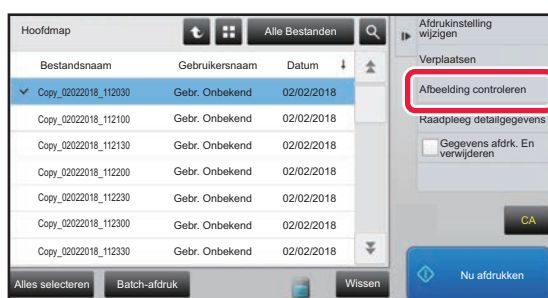 Hoofdmap
Alle Bestanden
Bestandsnaam Gebruikersnaam Datum
Copy_02022018_112030 Gebr. Onbekend 02/02/2018
Copy_02022018_112100 Gebr. Onbekend 02/02/2018
Copy_02022018_112130 Gebr. Onbekend 02/02/2018
Copy_02022018_112200 Gebr. Onbekend 02/02/2018
Copy_02022018_112230 Gebr. Onbekend 02/02/2018
Copy_02022018_112300 Gebr. Onbekend 02/02/2018
Copy_02022018_112330 Gebr. Onbekend 02/02/2018
Alles selecteren
Batch-afdruk
Wissen
Afdrukinstelling
wijzigen
Verplaatsen
Afbeelding controleren
Raadpleeg detailgegevens
Gegevens afdrk. En
verwijderen
CA
Nu afdrukken